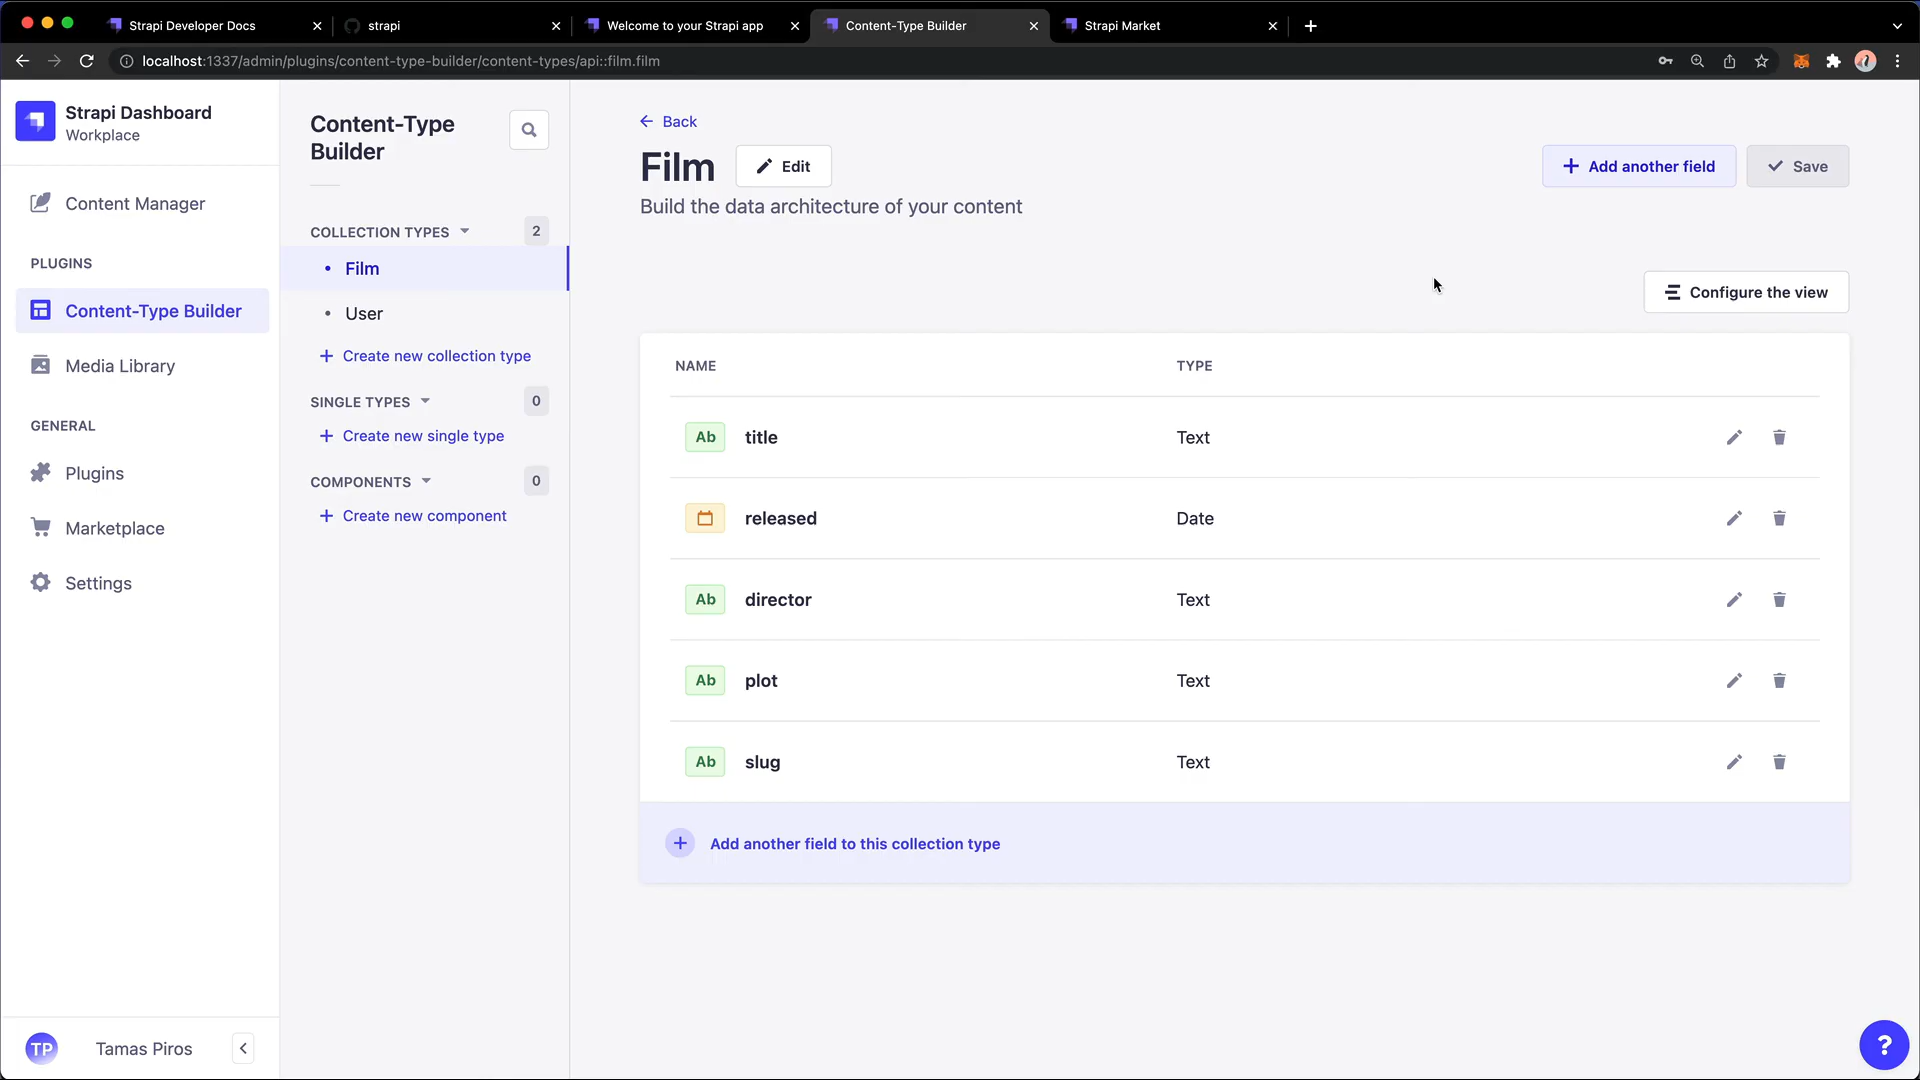 Strapi Developer Docs
strapi
Welcome to your Strapi app
Content-Type Builder
Strapi Market
localhost:1337/admin/plugins/content-type-builder/content-types/api::film.film
Strapi Dashboard
Workplace
Content Manager
PLUGINS
Content-Type Builder
Media Library
GENERAL
Plugins
Marketplace
Settings
TP
Tamas Piros
Content-Type
Builder
COLLECTION TYPES
2
Film
User
Create new collection type
SINGLE TYPES
0
Create new single type
COMPONENTS
0
Create new component
Back
Film
Edit
Add another field
Save
Build the data architecture of your content
Configure the view
NAME
TYPE
Ab title Text
released Date
Ab director Text
Ab plot Text
Ab slug Text
Add another field to this collection type
?